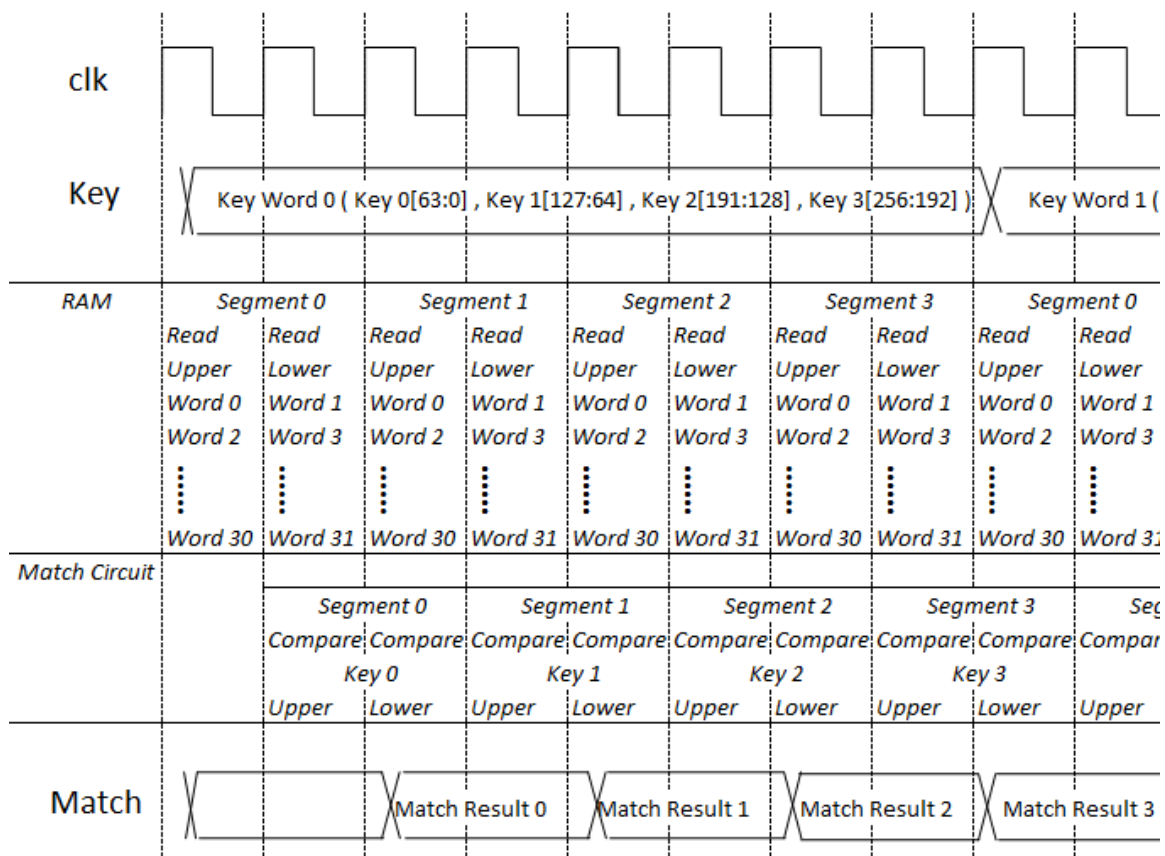 clk
Key
Key Word 0 ( Key 0[63:0] , Key 1[127:64] , Key 2[191:128] , Key 3[256:192] )
Key Word 1 (
RAM Segment 0 Segment 1 Segment 2 Segment 3 Segment 0
Read Read Read Read Read Read Read Read Read Read
Upper Lower Upper Lower Upper Lower Upper Lower Upper Lower
Word 0 Word 1 Word 0 Word 1 Word 0 Word 1 Word 0 Word 1 Word 0 Word 1
Word 2 Word 3 Word 2 Word 3 Word 2 Word 3 Word 2 Word 3 Word 2 Word 3
Word 30 Word 31 Word 30 Word 31 Word 30 Word 31 Word 30 Word 31 Word 30 Word 31
Match Circuit
Segment 0 Segment 1 Segment 2 Segment 3 Seg
Compare Compare Compare Compare Compare Compare Compare Compare Compar
Key 0 Key 1 Key 2 Key 3
Upper Lower Upper Lower Upper Lower Upper Lower Upper
Match
Match Result 0 Match Result 1 Match Result 2 Match Result 3